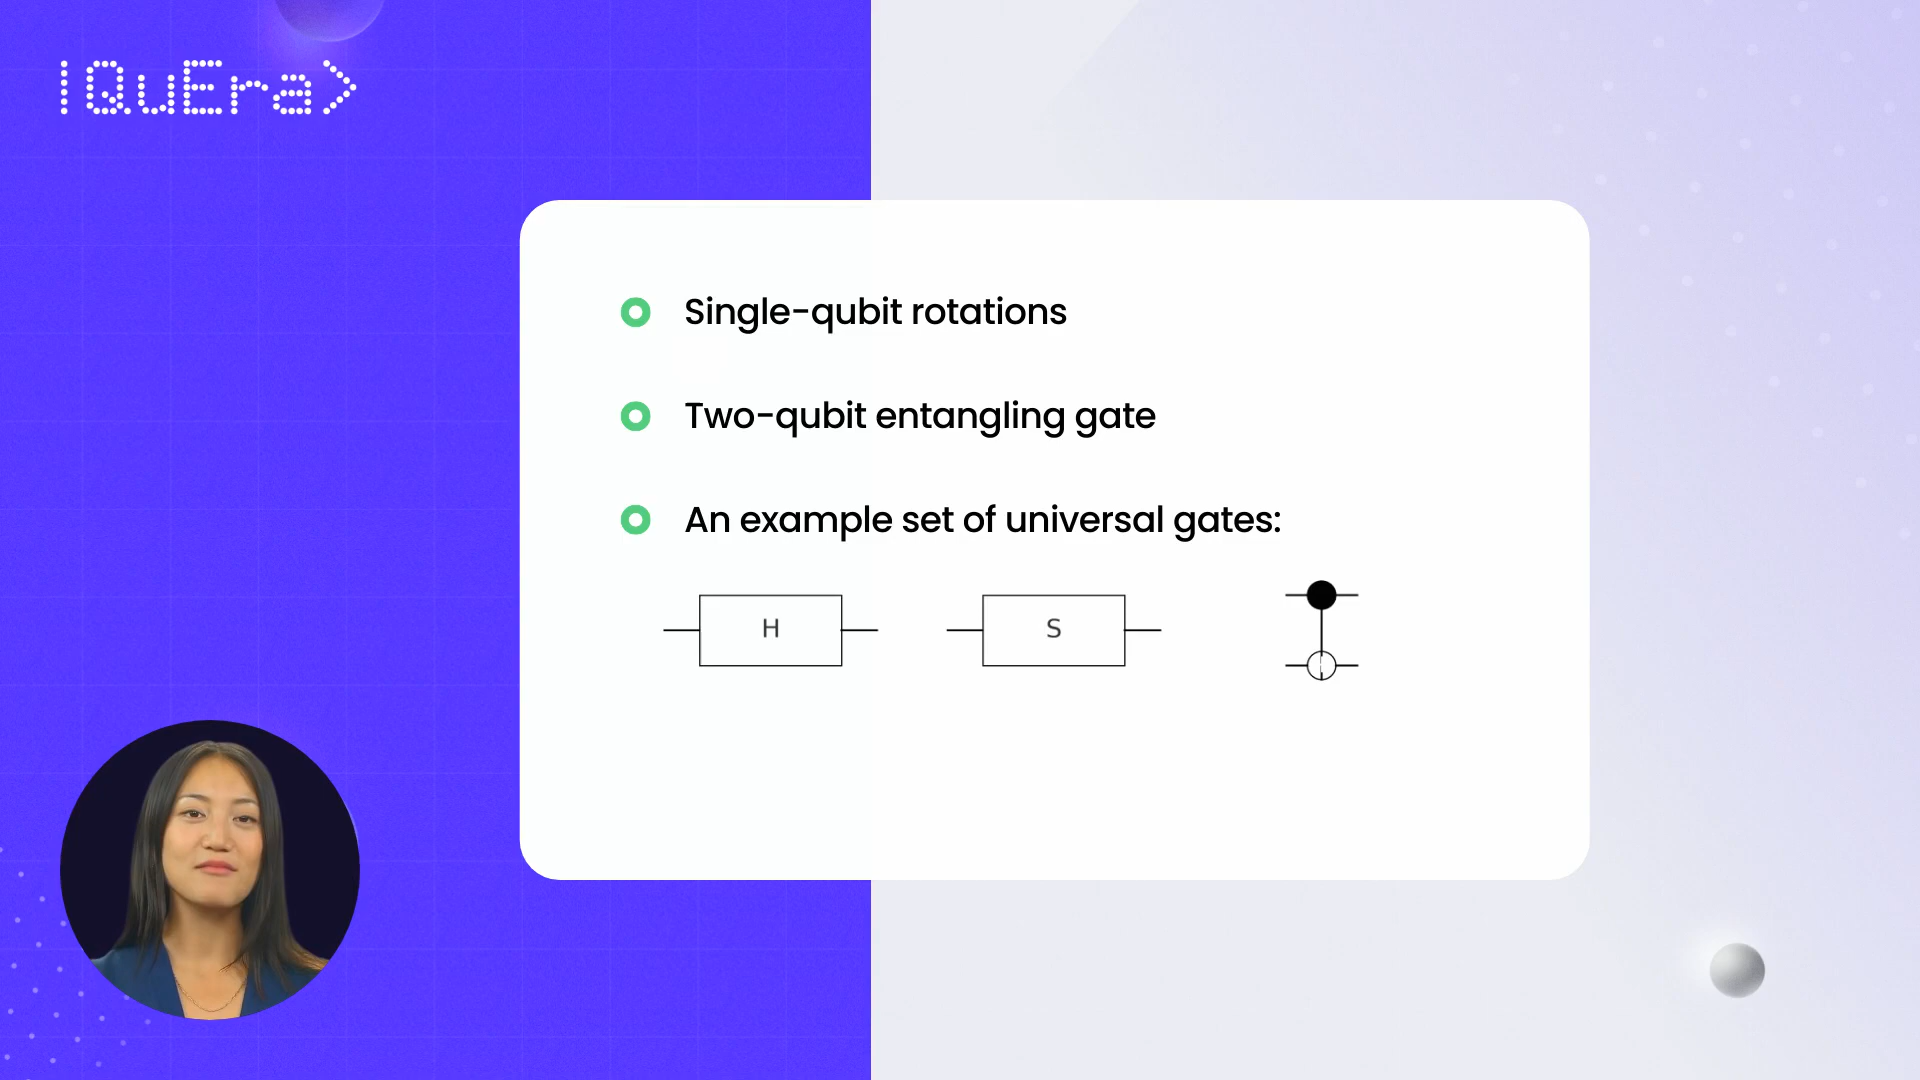 |QuEra>
Single-qubit rotations
Two-qubit entangling gate
An example set of universal gates:
H S